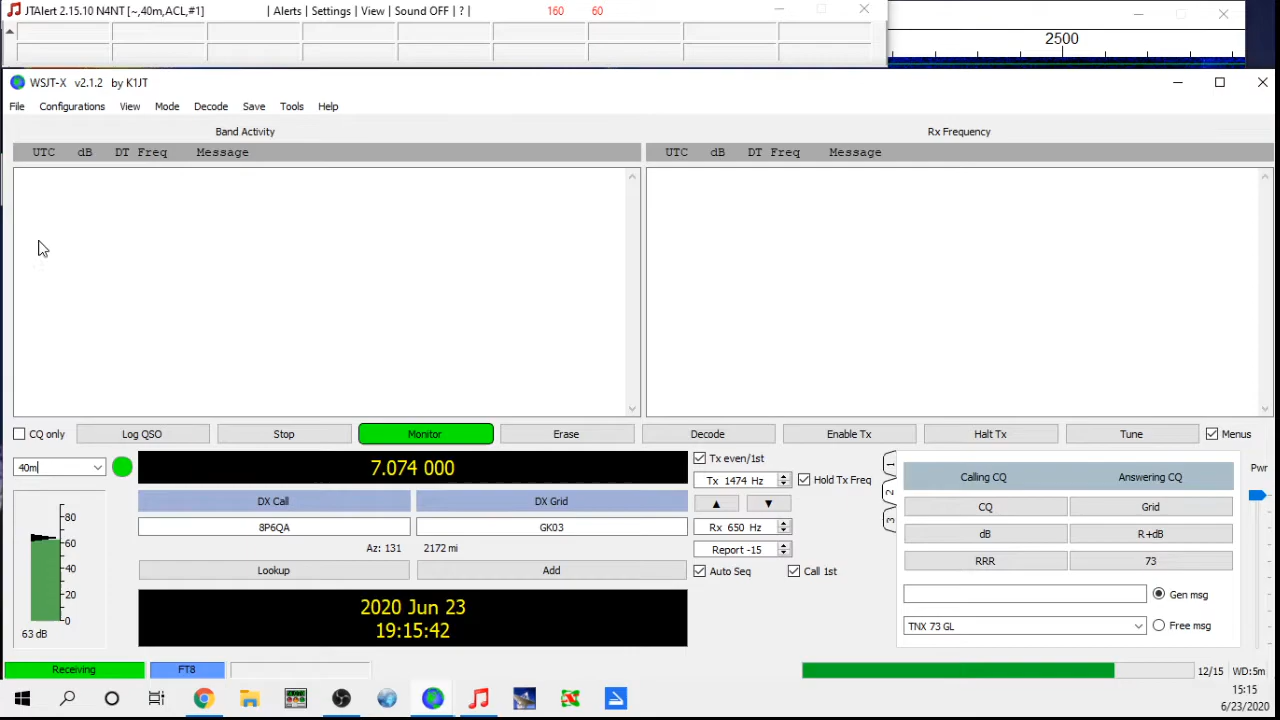 JTAlert 2.15.10 N4NT [~,40m,ACL,#1] | Alerts | Settings | View | Sound OFF | ? | 160 60
2500
WSJT-X v2.1.2 by K1JT
File Configurations View Mode Decode Save Tools Help
Band Activity Rx Frequency
UTC dB DT Freq Message UTC dB DT Freq Message
CQ only Log QSO Stop Monitor Erase Decode Enable Tx Halt Tx Tune Menus
40m 7.074 000 Tx even/1st 1 Calling CQ Answering CQ Pwr
Tx 1474 Hz Hold Tx Freq
DX Call DX Grid 2 CQ Grid
8P6QA GK03 Rx 650 Hz 3 dB R+dB
80
60
40
20
0
Az: 131 2172 mi Report -15
Lookup Add Auto Seq Call 1st RRR 73
Gen msg
2020 Jun 23
19:15:42
TNX 73 GL Free msg
63 dB
Receiving FT8 12/15 WD:5m
15:15
6/23/2020